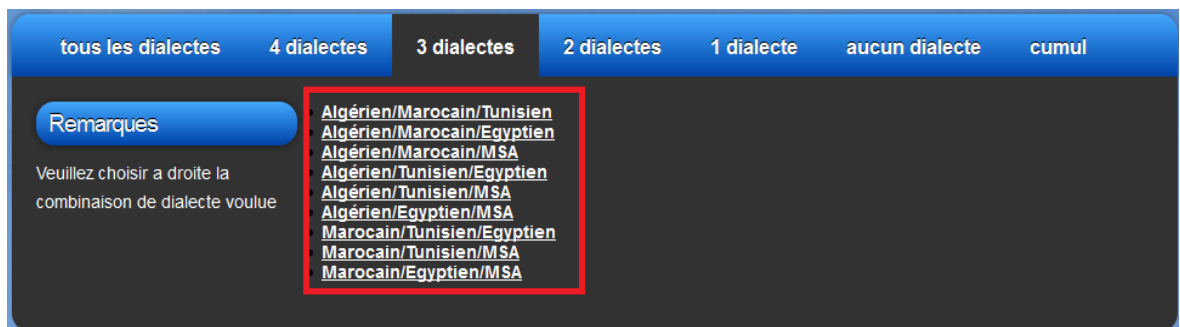 tous les dialectes 4 dialectes 3 dialectes 2 dialectes 1 dialecte aucun dialecte cumul
Remarques
Veuillez choisir a droite la
combinaison de dialecte voulue
Algérien/Marocain/Tunisien
Algérien/Marocain/Egyptien
Algérien/Marocain/MSA
Algérien/Tunisien/Egyptien
Algérien/Tunisien/MSA
Algérien/Egyptien/MSA
Marocain/Tunisien/Egyptien
Marocain/Tunisien/MSA
Marocain/Egyptien/MSA